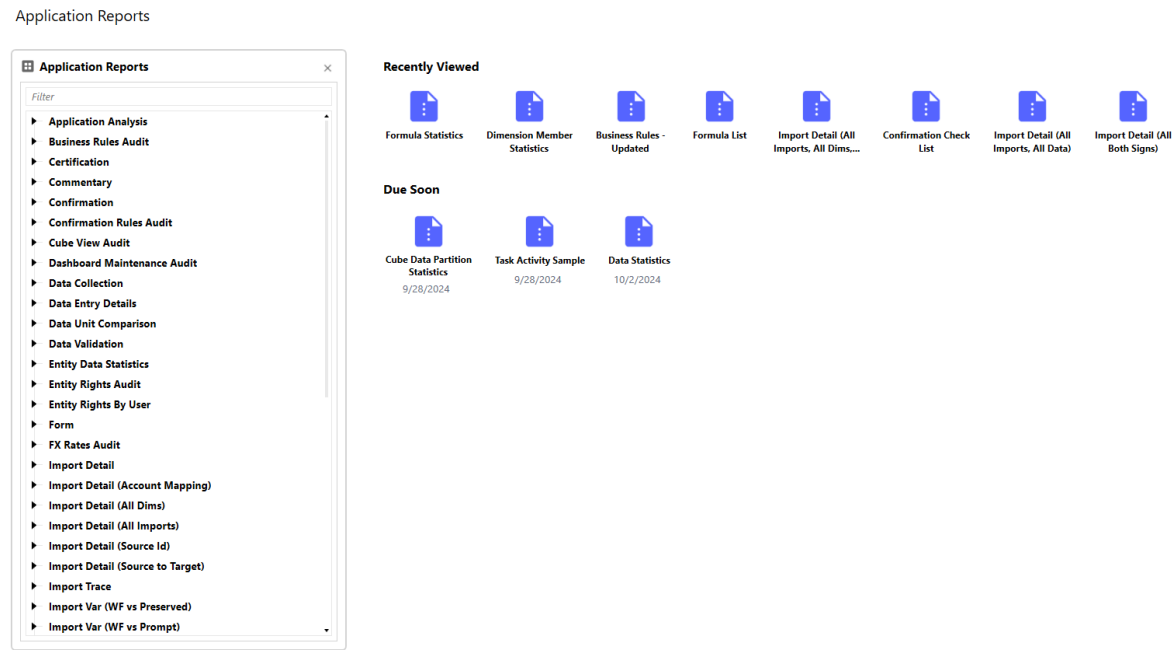 Application Reports
Application Reports
Filter
Application Analysis
Business Rules Audit
Certification
Commentary
Confirmation
Confirmation Rules Audit
Cube View Audit
Dashboard Maintenance Audit
Data Collection
Data Entry Details
Data Unit Comparison
Data Validation
Entity Data Statistics
Entity Rights Audit
Entity Rights By User
Form
FX Rates Audit
Import Detail
Import Detail (Account Mapping)
Import Detail (All Dims)
Import Detail (All Imports)
Import Detail (Source Id)
Import Detail (Source to Target)
Import Trace
Import Var (WF vs Preserved)
Import Var (WF vs Prompt)
Recently Viewed
Formula Statistics
Dimension Member
Statistics
Business Rules -
Updated
Formula List
Import Detail (All
Imports, All Dims,...
Confirmation Check
List
Import Detail (All
Imports, All Data)
Import Detail (All
Both Signs)
Due Soon
Cube Data Partition
Statistics
9/28/2024
Task Activity Sample
9/28/2024
Data Statistics
10/2/2024